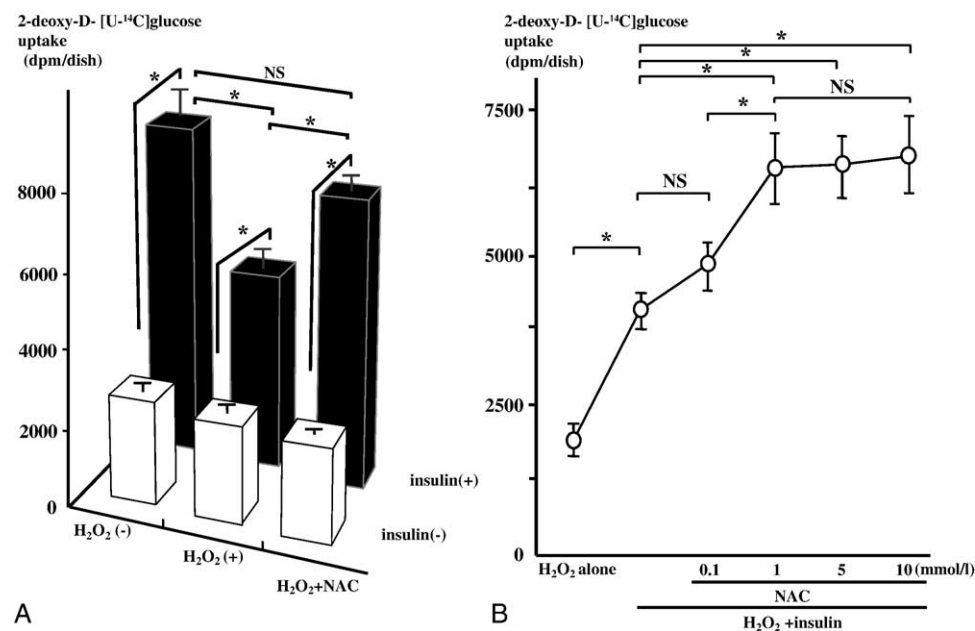 2-deoxy-D- [U-¹⁴C]glucose
uptake
(dpm/dish)
NS
*
*
*
*
*
8000
6000
4000
2000
0
insulin(+)
insulin(-)
H₂O₂ (-)
H₂O₂ (+)
H₂O₂+NAC
A
2-deoxy-D- [U-¹⁴C]glucose
uptake
(dpm/dish)
*
*
*
* NS
NS
*
7500
5000
2500
0
H₂O₂ alone 0.1 1 5 10 (mmol/l)
NAC
H₂O₂ +insulin
B